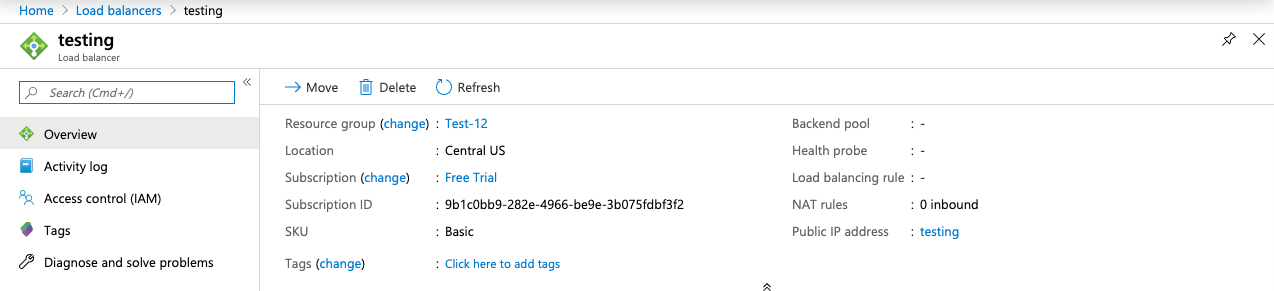 Home > Load balancers > testing
testing
Load balancer
Search (Cmd+/)
«
Overview
Activity log
Access control (IAM)
Tags
Diagnose and solve problems
Move Delete Refresh
Resource group (change) : Test-12
Location : Central US
Subscription (change) : Free Trial
Subscription ID : 9b1c0bb9-282e-4966-be9e-3b075fdbf3f2
SKU : Basic
Tags (change) : Click here to add tags
Backend pool : -
Health probe : -
Load balancing rule : -
NAT rules : 0 inbound
Public IP address : testing